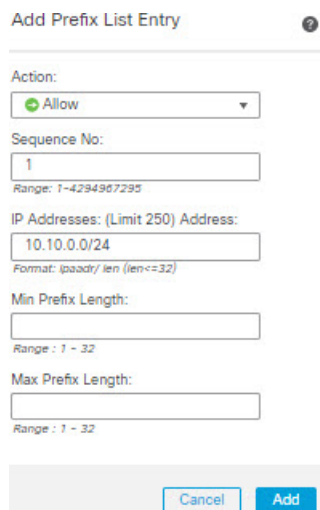 Add Prefix List Entry
Action:
Allow
Sequence No:
1
Range: 1-4294967295
IP Addresses: (Limit 250) Address:
10.10.0.0/24
Format: ipaadr/ len (len<=32)
Min Prefix Length:
Range : 1 - 32
Max Prefix Length:
Range : 1 - 32
Cancel Add